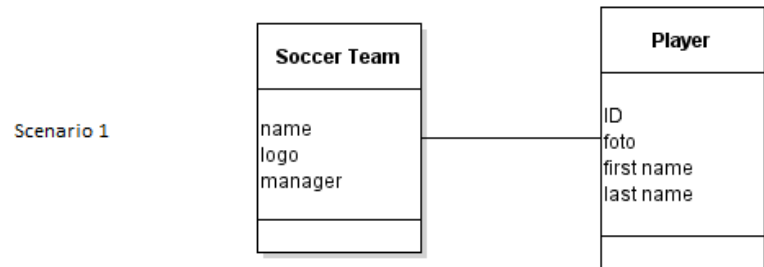 Scenario 1
Soccer Team
name
logo
manager
Player
ID
foto
first name
last name